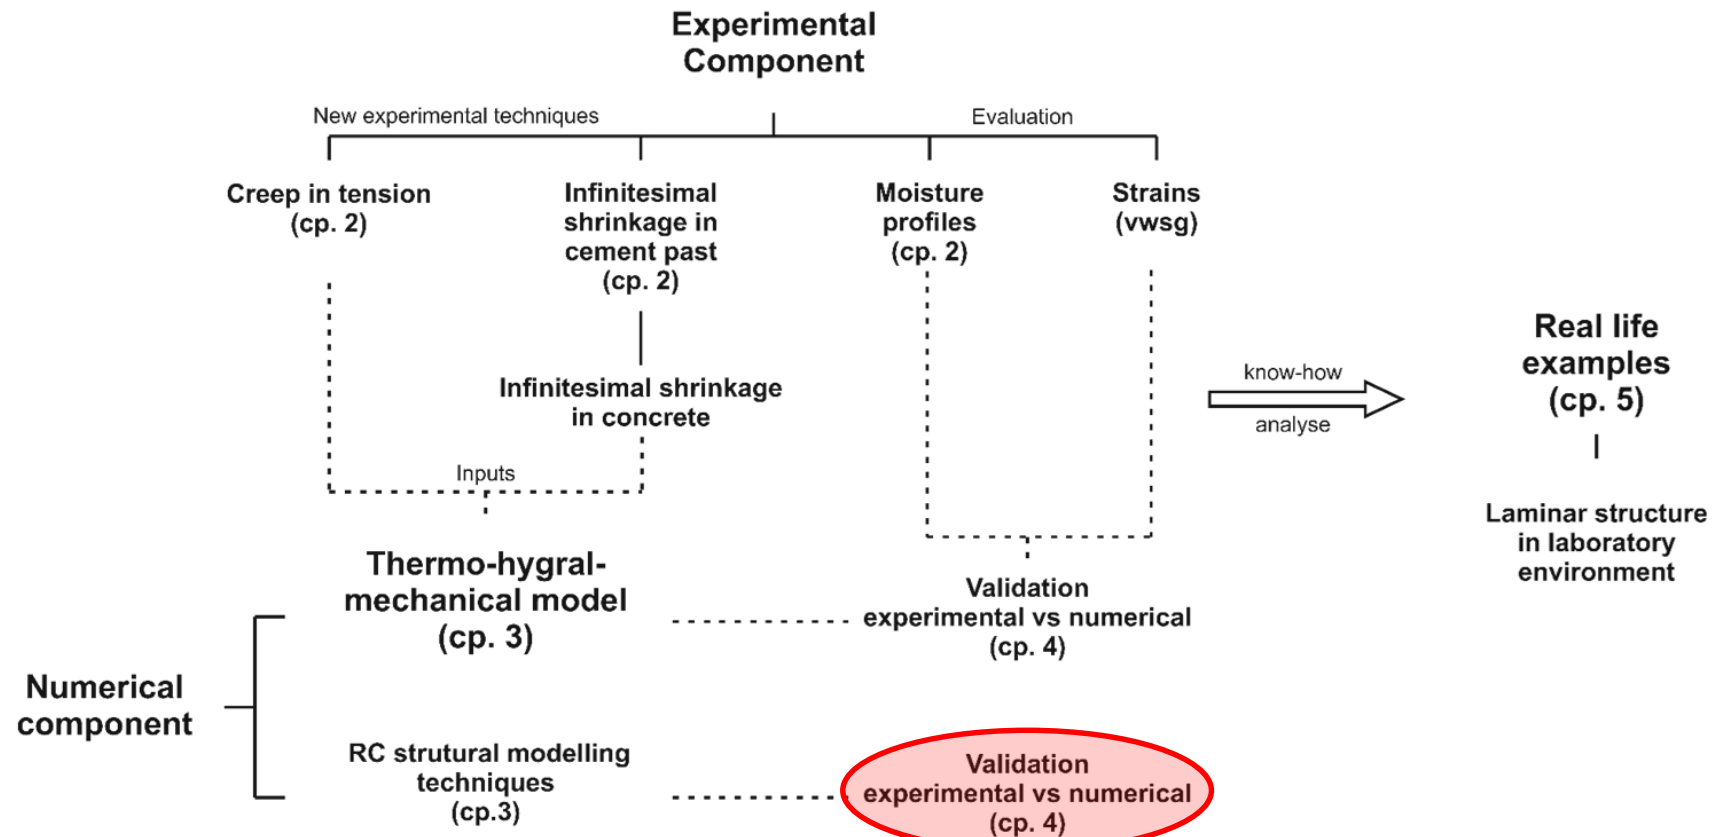 Experimental
Component
New experimental techniques
Evaluation
Creep in tension
(cp. 2)
Infinitesimal
shrinkage in
cement past
(cp. 2)
Moisture
profiles
(cp. 2)
Strains
(vwsg)
Infinitesimal shrinkage
in concrete
Inputs
know-how
analyse
Real life
examples
(cp. 5)
Laminar structure
in laboratory
environment
Thermo-hygral-
mechanical model
(cp. 3)
Validation
experimental vs numerical
(cp. 4)
Numerical
component
RC strutural modelling
techniques
(cp.3)
Validation
experimental vs numerical
(cp. 4)